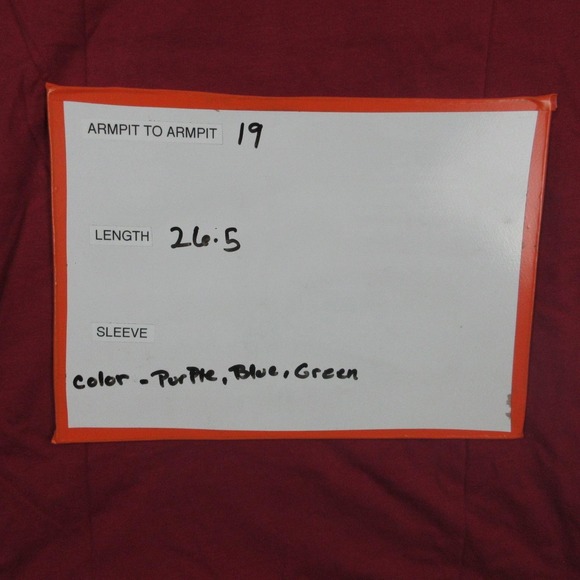 ARMPIT TO ARMPIT 19
LENGTH 26.5
SLEEVE
Color - Purple, Blue, Green